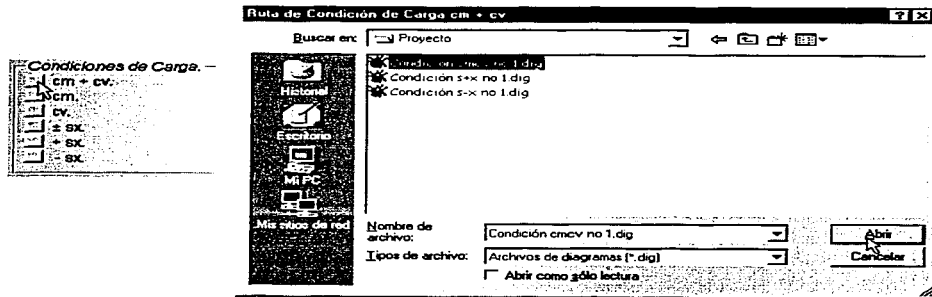 Condiciones de Carga.
cm + cv.
cm.
cv.
± sx.
+ sx.
- sx.
Ruta de Condición de Carga cm + cv
Buscar en:
Proyecto
Condición s+x no 1.dig
Condición s-x no 1.dig
Historial
Escritorio
Mi PC
Mis sitios de red
Nombre de archivo:
Condición cmcv no 1.dig
Abrir
Tipos de archivo:
Archivos de diagramas (*.dig)
Cancelar
Abrir como sólo lectura